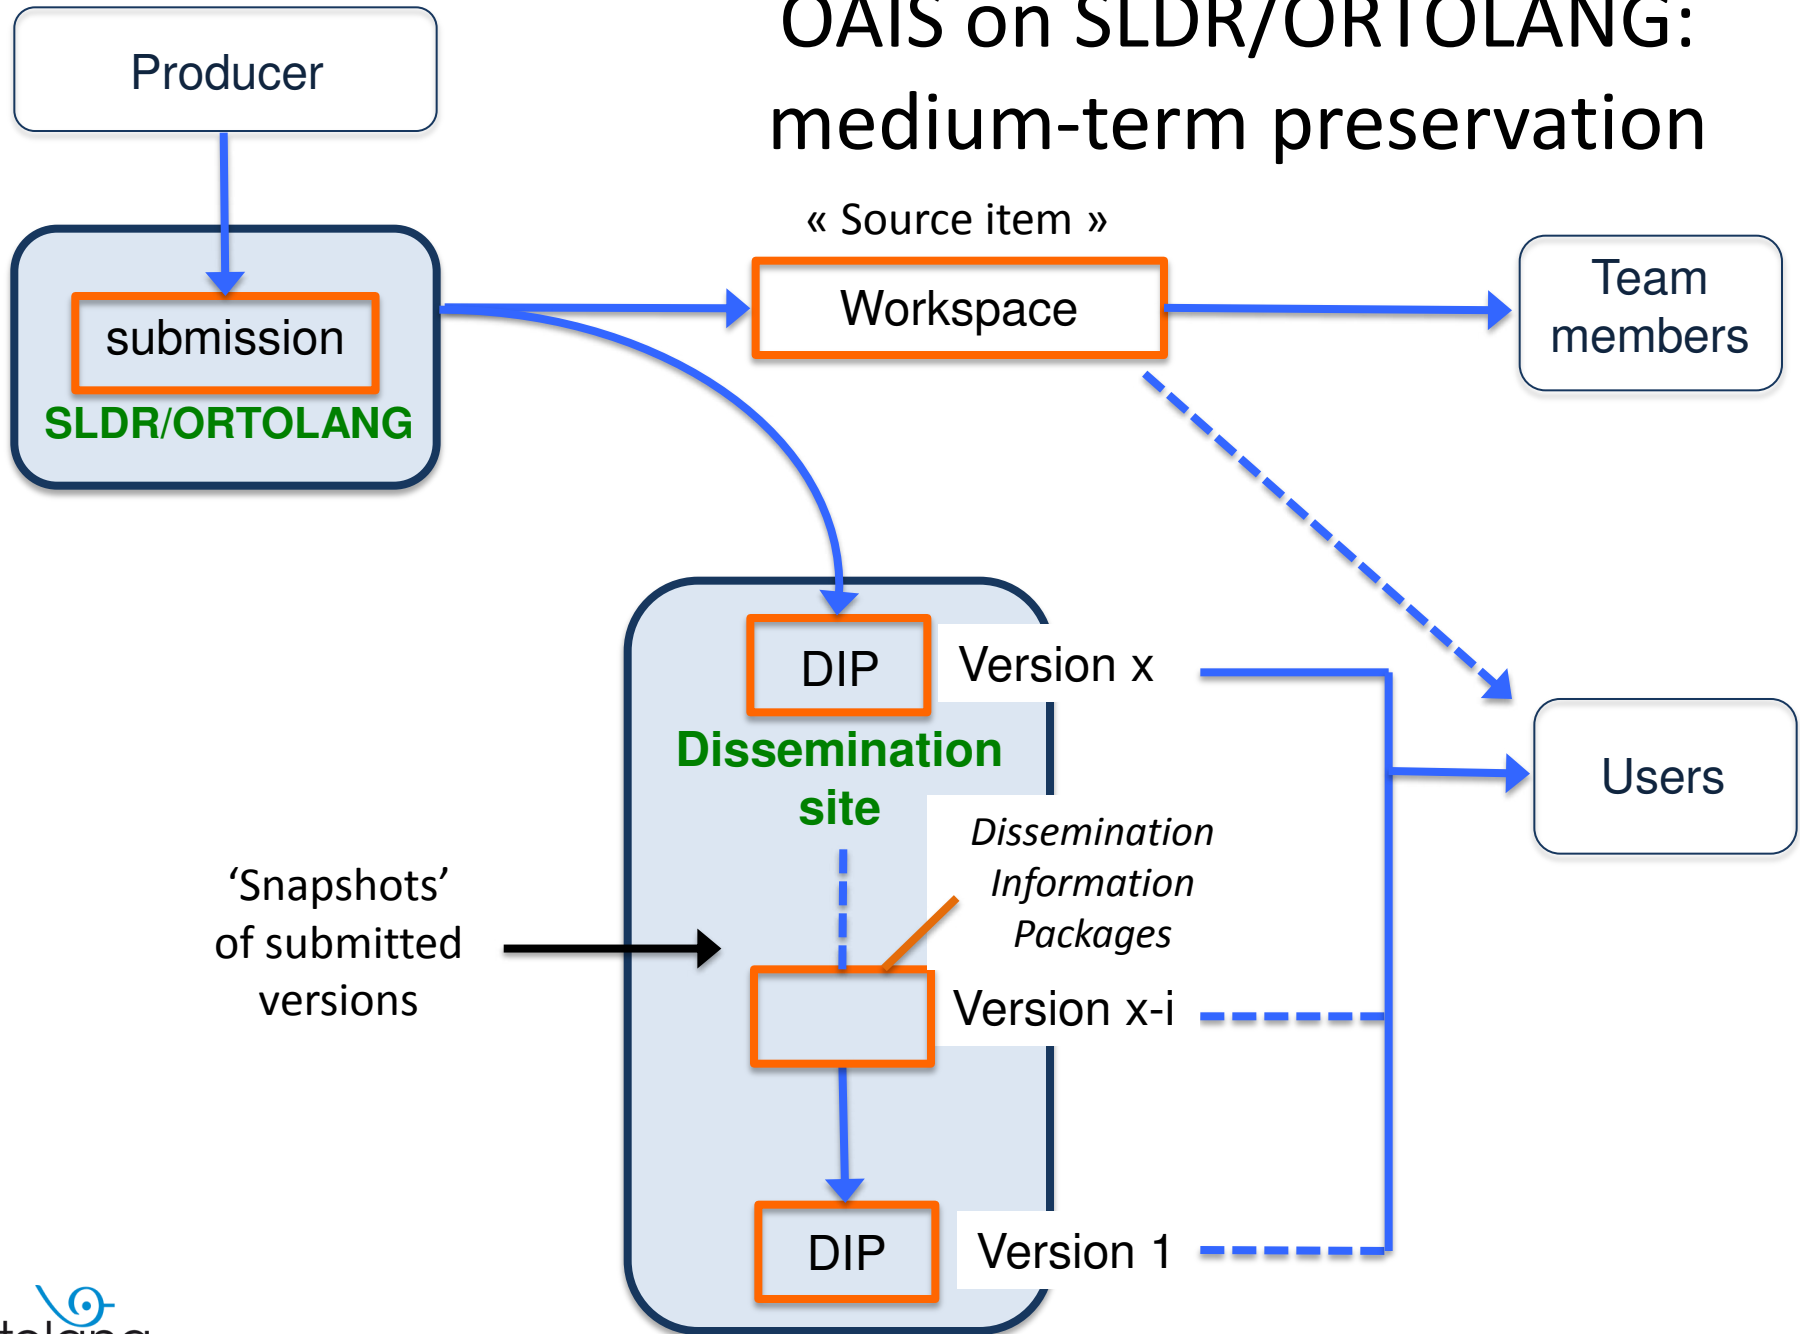 OAIS on SLDR/ORTOLANG:
medium-term preservation
Producer
submission
SLDR/ORTOLANG
« Source item »
Workspace
Team
members
DIP
Version x
Dissemination
site
Users
Dissemination
Information
Packages
‘Snapshots’
of submitted
versions
Version x-i
DIP
Version 1